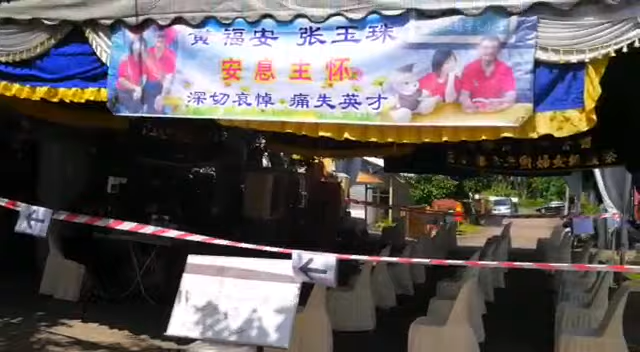 黄福安 张玉珠
安息主怀
深切哀悼 痛失英才